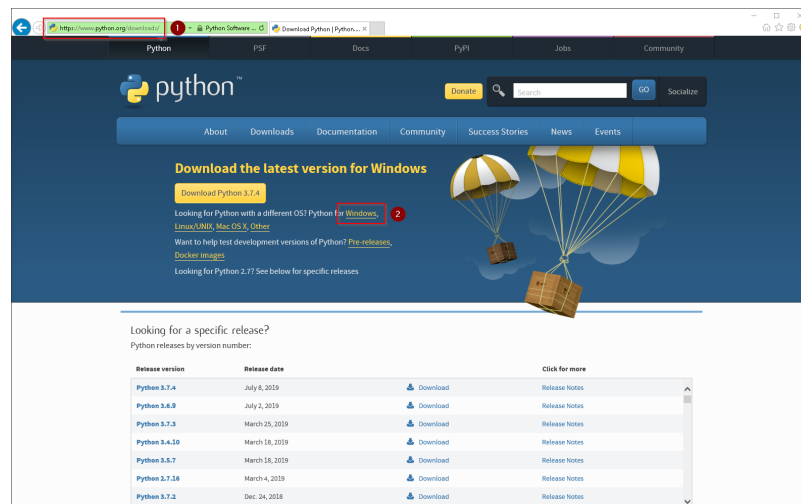 https://www.python.org/downloads/ 1 Python Software ... Download Python | Python.... ×
Python PSF Docs PyPI Jobs Community
python™
Donate Search GO Socialize
About Downloads Documentation Community Success Stories News Events
Download the latest version for Windows
Download Python 3.7.4
Looking for Python with a different OS? Python for Windows, 2
Linux/UNIX, Mac OS X, Other
Want to help test development versions of Python? Pre-releases,
Docker images
Looking for Python 2.7? See below for specific releases
Looking for a specific release?
Python releases by version number:
Release version Release date Click for more
Python 3.7.4 July 8, 2019 Download Release Notes
Python 3.6.9 July 2, 2019 Download Release Notes
Python 3.7.3 March 25, 2019 Download Release Notes
Python 3.4.10 March 18, 2019 Download Release Notes
Python 3.5.7 March 18, 2019 Download Release Notes
Python 2.7.16 March 4, 2019 Download Release Notes
Python 3.7.2 Dec. 24, 2018 Download Release Notes